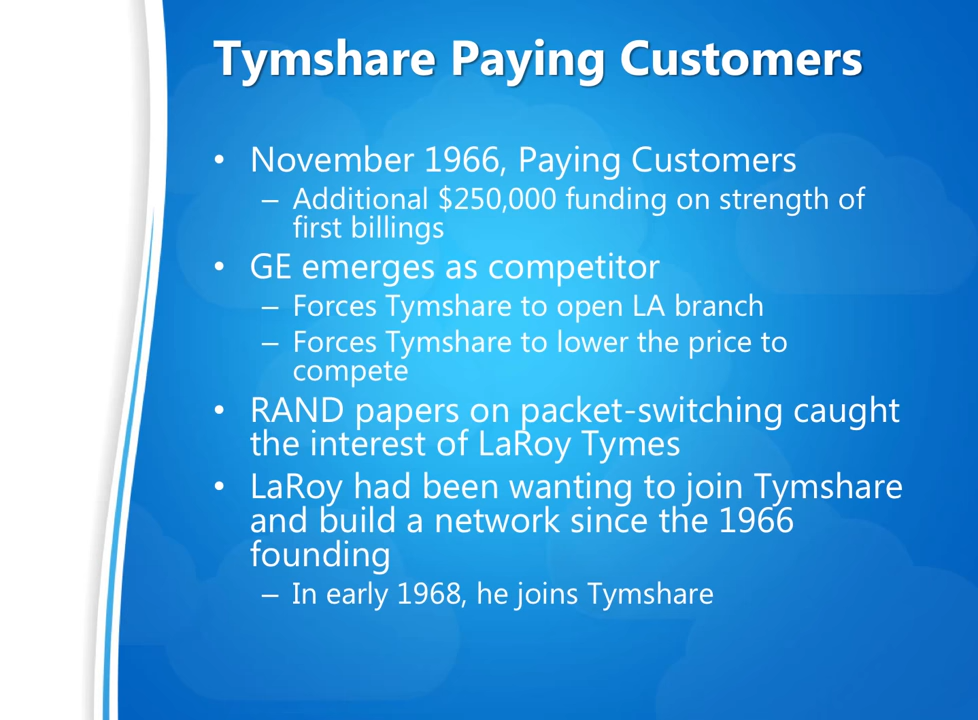 Tymshare Paying Customers
• November 1966, Paying Customers
– Additional $250,000 funding on strength of
first billings
• GE emerges as competitor
– Forces Tymshare to open LA branch
– Forces Tymshare to lower the price to
compete
• RAND papers on packet-switching caught
the interest of LaRoy Tymes
• LaRoy had been wanting to join Tymshare
and build a network since the 1966
founding
– In early 1968, he joins Tymshare